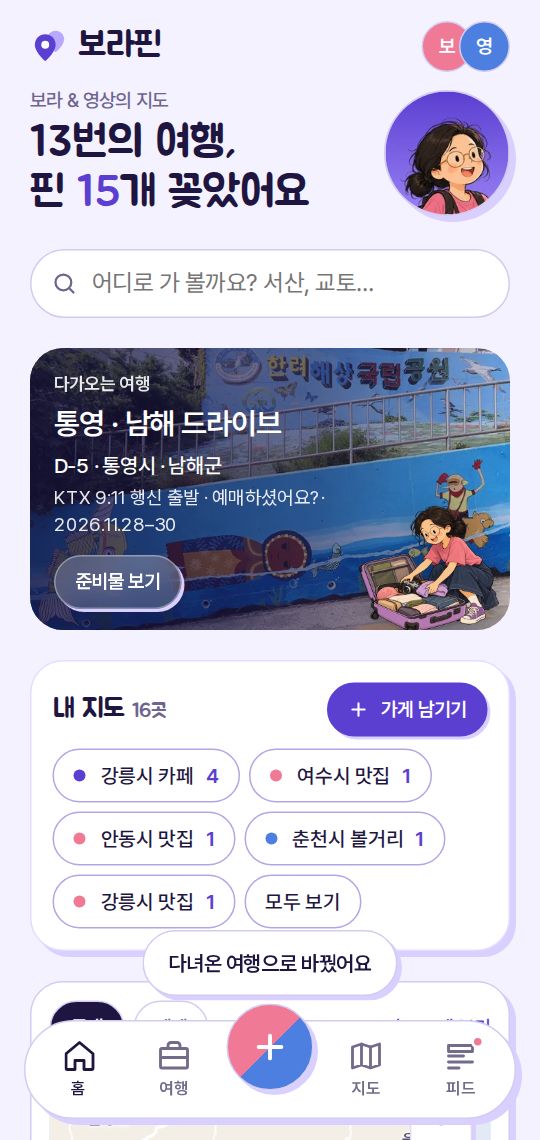 보라핀
보 영
보라 & 영상의 지도
13번의 여행,
핀 15개 꽂았어요
어디로 가 볼까요? 서산, 교토...
한려해상국립공원
다가오는 여행
통영 · 남해 드라이브
D-5 · 통영시 · 남해군
KTX 9:11 행신 출발 · 예매하셨어요? ·
2026.11.28–30
준비물 보기
내 지도 16곳
+ 가게 남기기
강릉시 카페 4
여수시 맛집 1
안동시 맛집 1
춘천시 볼거리 1
강릉시 맛집 1
모두 보기
다녀온 여행으로 바꿨어요
홈
여행
지도
피드